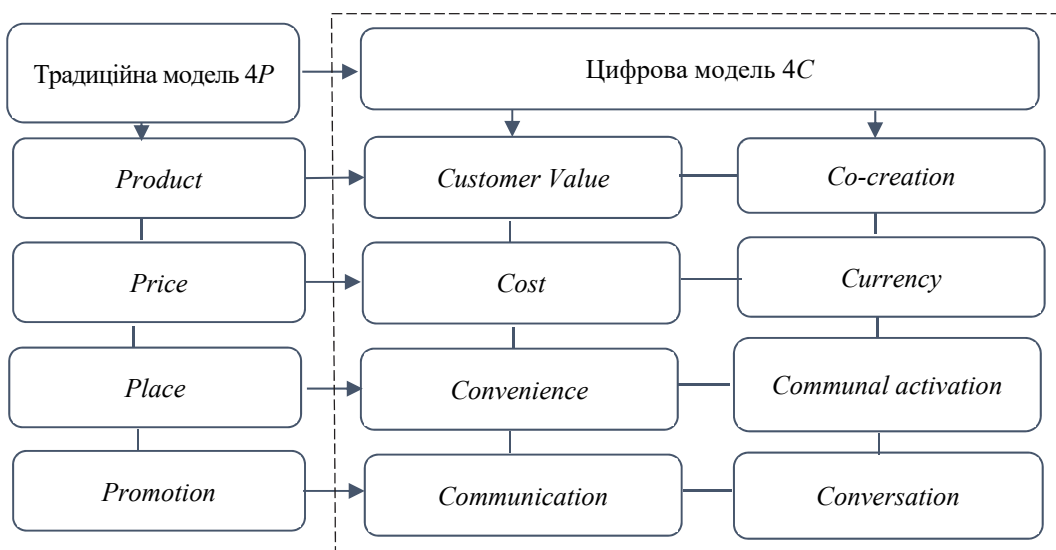 Традиційна модель 4P
Цифрова модель 4C
Product
Customer Value
Co-creation
Price
Cost
Currency
Place
Convenience
Communal activation
Promotion
Communication
Conversation